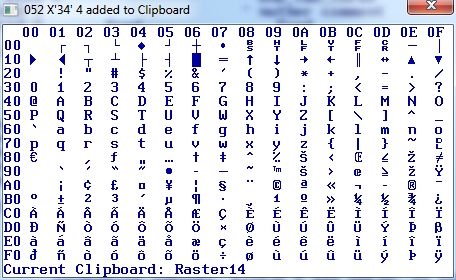 052 X'34' 4 added to Clipboard
00 01 02 03 04 05 06 07 08 09 0A 0B 0C 0D 0E 0F
00 ┌ ┐ └ ◆ ┘ ┼ •
10 ► ◄ ┬ ┴ ┤ ├ █ = ↑ ↓ → ← ║ ↔ ▲ ▼
20 ! " # $ % & ´ ( ) * + , - . /
30 0 1 2 3 4 5 6 7 8 9 : ; < = > ?
40 @ A B C D E F G H I J K L M N O
50 P Q R S T U V W X Y Z [ \ ] ^ _
60 ` a b c d e f g h i j k l m n o
70 p q r s t u v w x y z { | } ~
80 € ‚ ƒ „ … † ‡ ^ ‰ Š < Œ Ž
90 ‘ ’ “ ” • – — ~ ™ š > œ ž Ÿ
A0 ¡ ¢ £ ¤ ¥ ¦ § ¨ © ª « ¬ - ® ¯
B0 ° ± ² ³ ´ µ ¶ · ¸ ¹ º » ¼ ½ ¾ ¿
C0 À Á Â Ã Ä Å Æ Ç È É Ê Ë Ì Í Î Ï
D0 Ð Ñ Ò Ó Ô Õ Ö × Ø Ù Ú Û Ü Ý Þ ß
E0 à á â ã ä å æ ç è é ê ë ì í î ï
F0 ð ñ ò ó ô õ ö ÷ ø ù ú û ü ý þ ÿ
Current Clipboard: Raster14